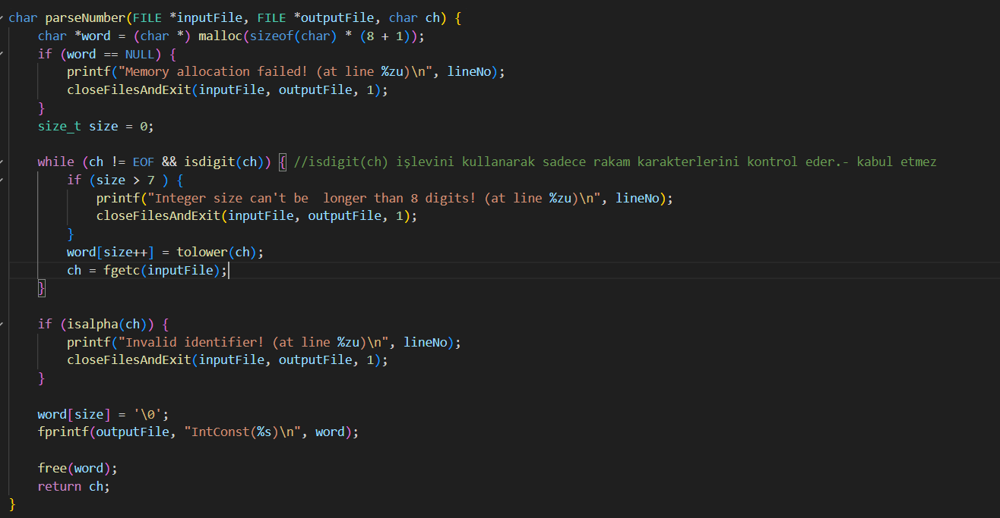 char parseNumber(FILE *inputFile, FILE *outputFile, char ch) {
    char *word = (char *) malloc(sizeof(char) * (8 + 1));
    if (word == NULL) {
        printf("Memory allocation failed! (at line %zu)\n", lineNo);
        closeFilesAndExit(inputFile, outputFile, 1);
    }
    size_t size = 0;

    while (ch != EOF && isdigit(ch)) { //isdigit(ch) işlevini kullanarak sadece rakam karakterlerini kontrol eder.- kabul etmez
        if (size > 7 ) {
            printf("Integer size can't be  longer than 8 digits! (at line %zu)\n", lineNo);
            closeFilesAndExit(inputFile, outputFile, 1);
        }
        word[size++] = tolower(ch);
        ch = fgetc(inputFile);
    }

    if (isalpha(ch)) {
        printf("Invalid identifier! (at line %zu)\n", lineNo);
        closeFilesAndExit(inputFile, outputFile, 1);
    }

    word[size] = '\0';
    fprintf(outputFile, "IntConst(%s)\n", word);

    free(word);
    return ch;
}